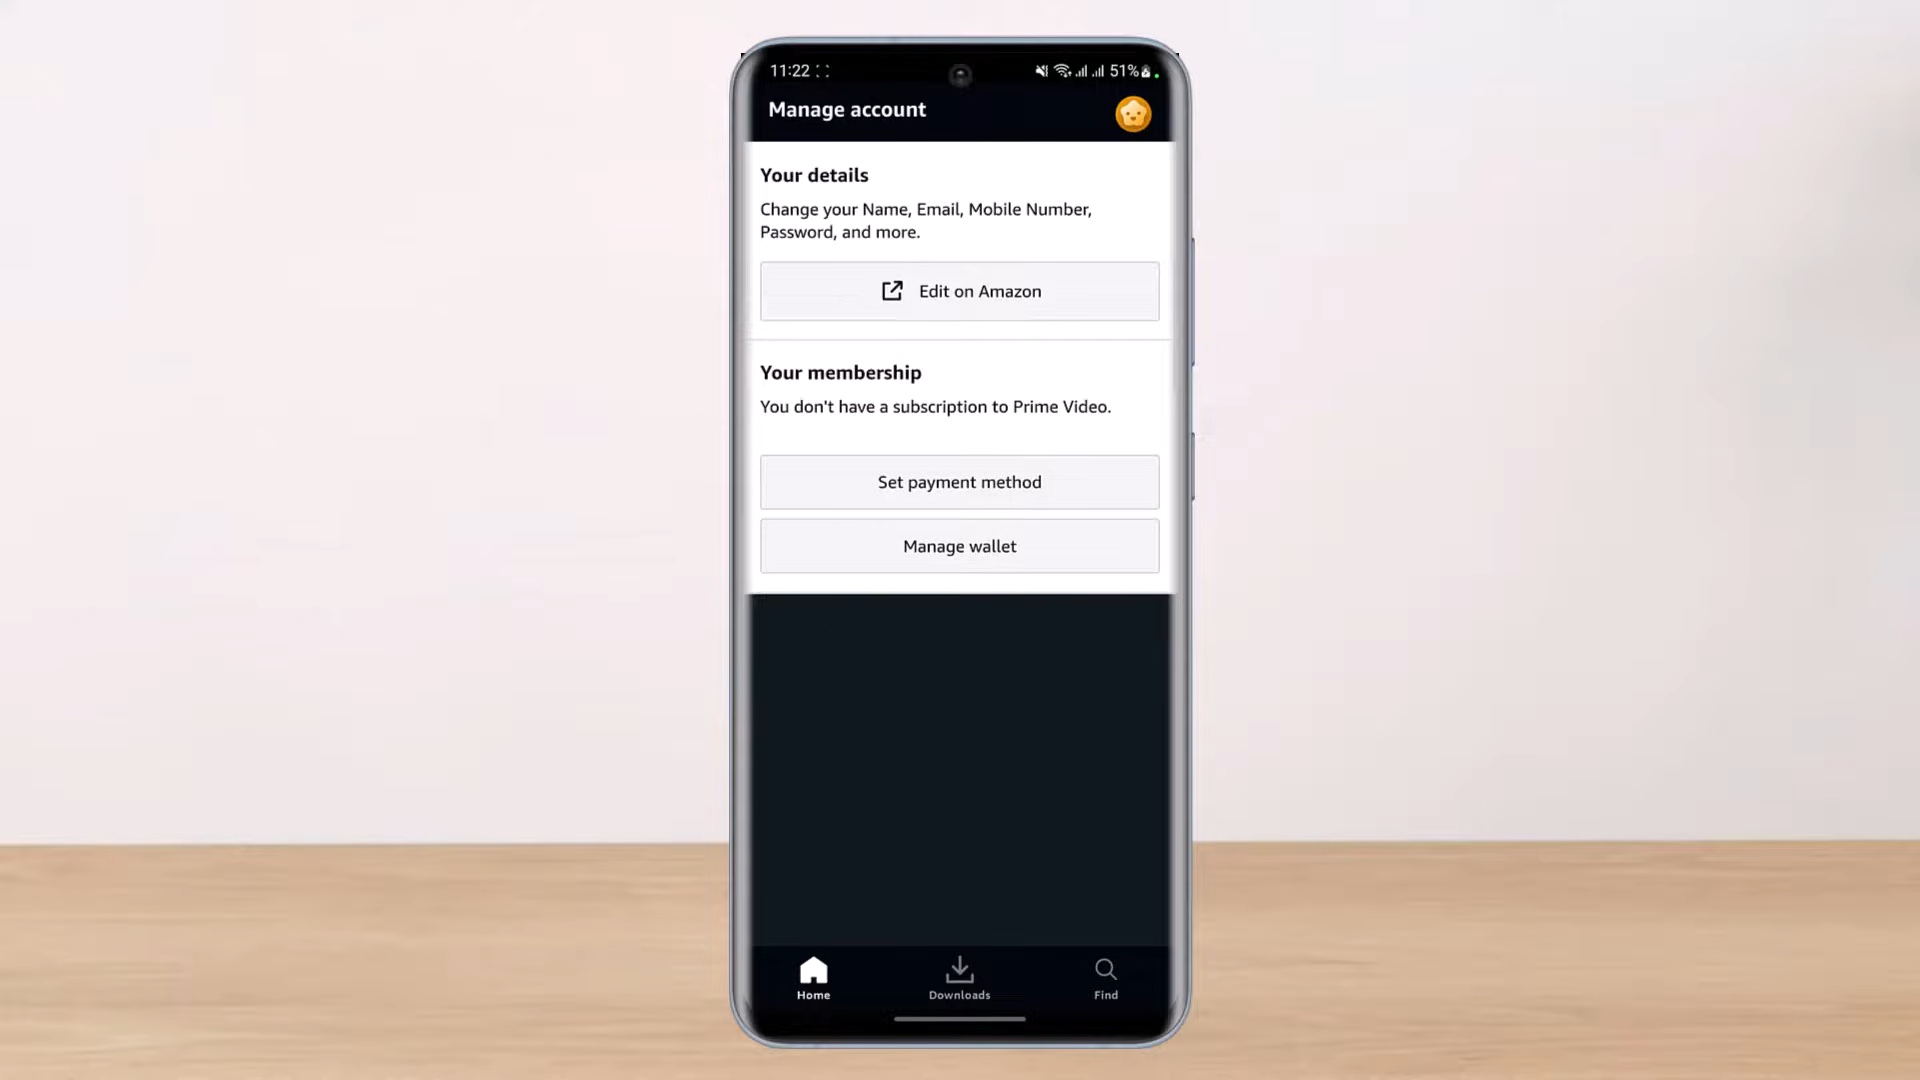 11:22
51%
Manage account
Your details
Change your Name, Email, Mobile Number,
Password, and more.
Edit on Amazon
Your membership
You don't have a subscription to Prime Video.
Set payment method
Manage wallet
Home
Downloads
Find